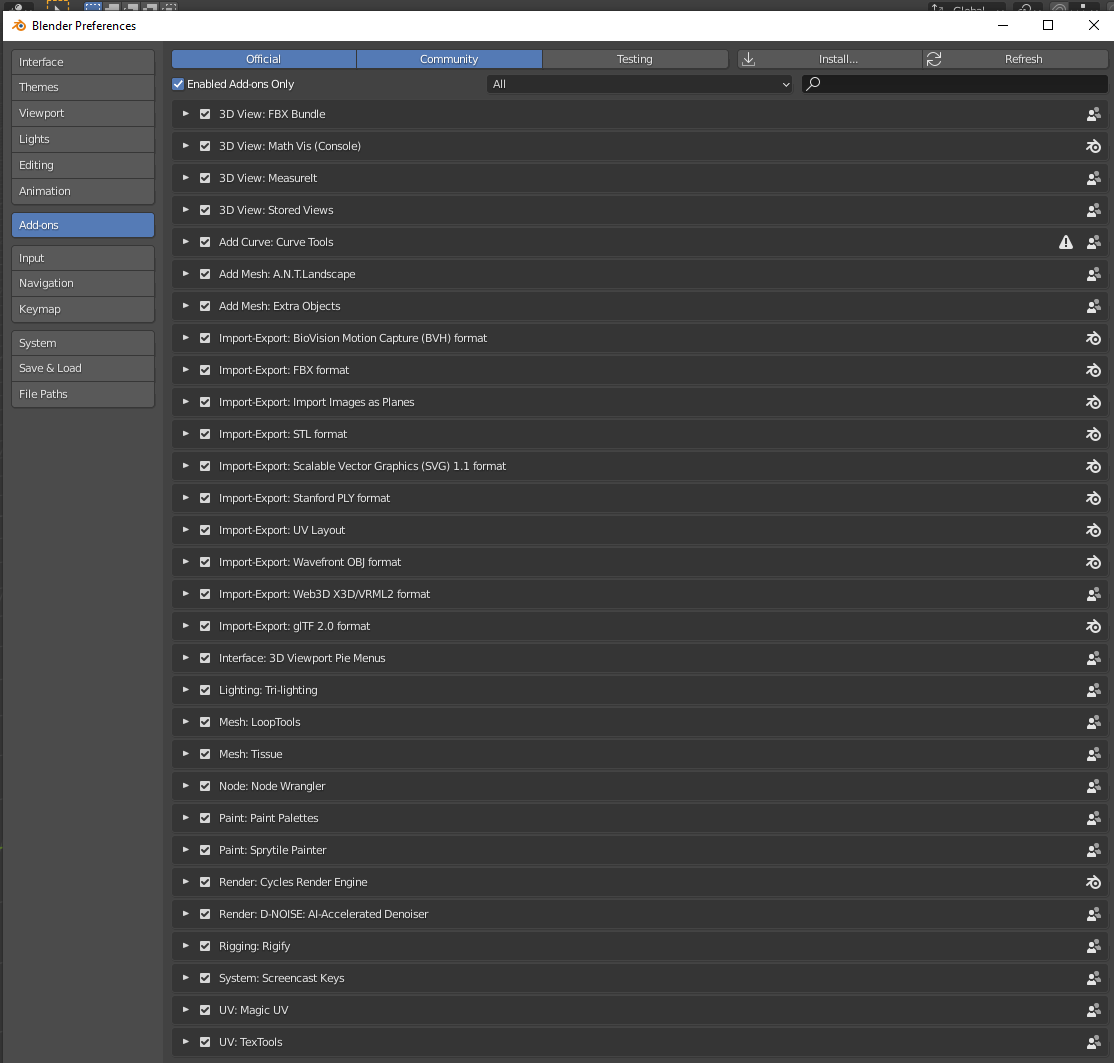 Global
Blender Preferences
Interface
Themes
Viewport
Lights
Editing
Animation
Add-ons
Input
Navigation
Keymap
System
Save & Load
File Paths
Official Community Testing Install... Refresh
Enabled Add-ons Only All
3D View: FBX Bundle
3D View: Math Vis (Console)
3D View: MeasureIt
3D View: Stored Views
Add Curve: Curve Tools
Add Mesh: A.N.T.Landscape
Add Mesh: Extra Objects
Import-Export: BioVision Motion Capture (BVH) format
Import-Export: FBX format
Import-Export: Import Images as Planes
Import-Export: STL format
Import-Export: Scalable Vector Graphics (SVG) 1.1 format
Import-Export: Stanford PLY format
Import-Export: UV Layout
Import-Export: Wavefront OBJ format
Import-Export: Web3D X3D/VRML2 format
Import-Export: glTF 2.0 format
Interface: 3D Viewport Pie Menus
Lighting: Tri-lighting
Mesh: LoopTools
Mesh: Tissue
Node: Node Wrangler
Paint: Paint Palettes
Paint: Sprytile Painter
Render: Cycles Render Engine
Render: D-NOISE: AI-Accelerated Denoiser
Rigging: Rigify
System: Screencast Keys
UV: Magic UV
UV: TexTools